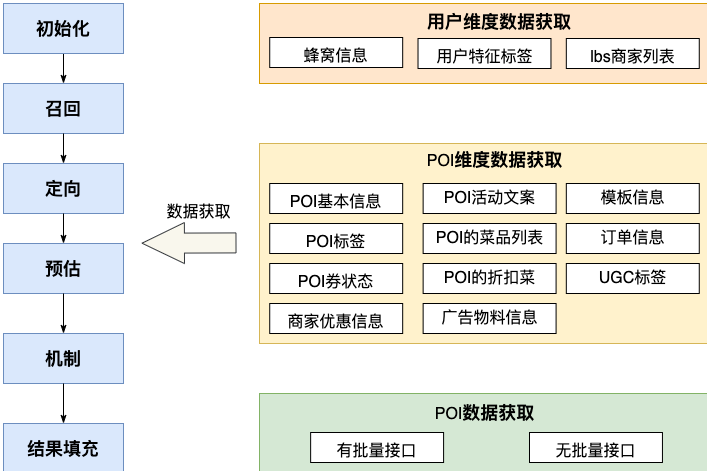 初始化
召回
定向
预估
机制
结果填充
数据获取
用户维度数据获取
蜂窝信息
用户特征标签
lbs商家列表
POI维度数据获取
POI基本信息
POI活动文案
模板信息
POI标签
POI的菜品列表
订单信息
POI券状态
POI的折扣菜
UGC标签
商家优惠信息
广告物料信息
POI数据获取
有批量接口
无批量接口